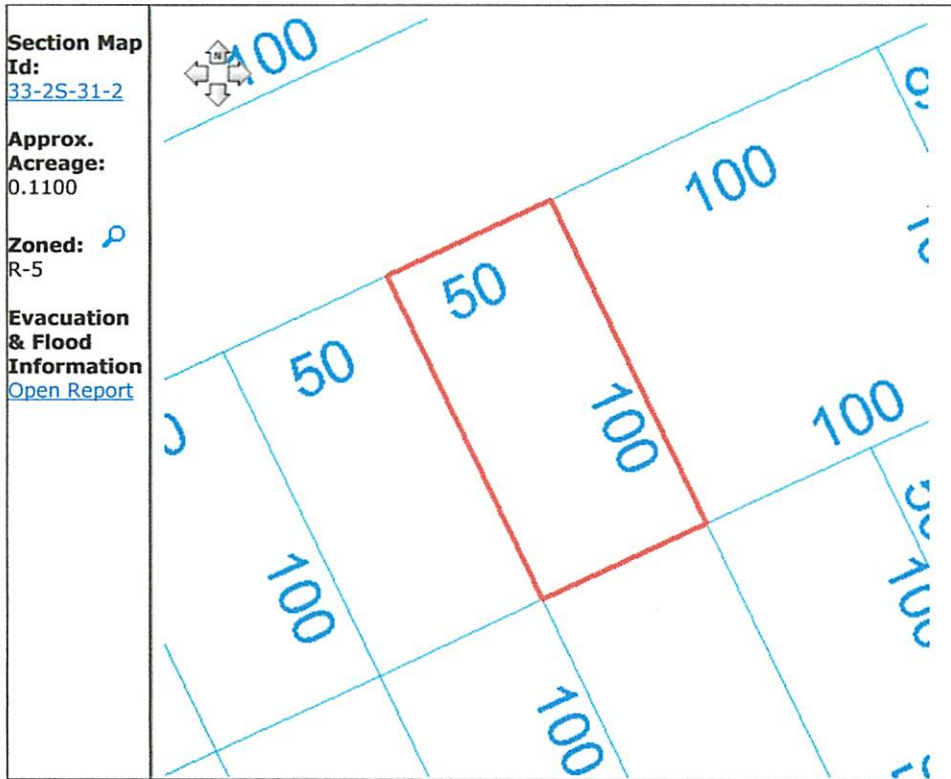 Section Map
Id:
33-2S-31-2
Approx.
Acreage:
0.1100
Zoned:
R-5
Evacuation
& Flood
Information
Open Report
N
100
100
50
50
100
100
100
100
100